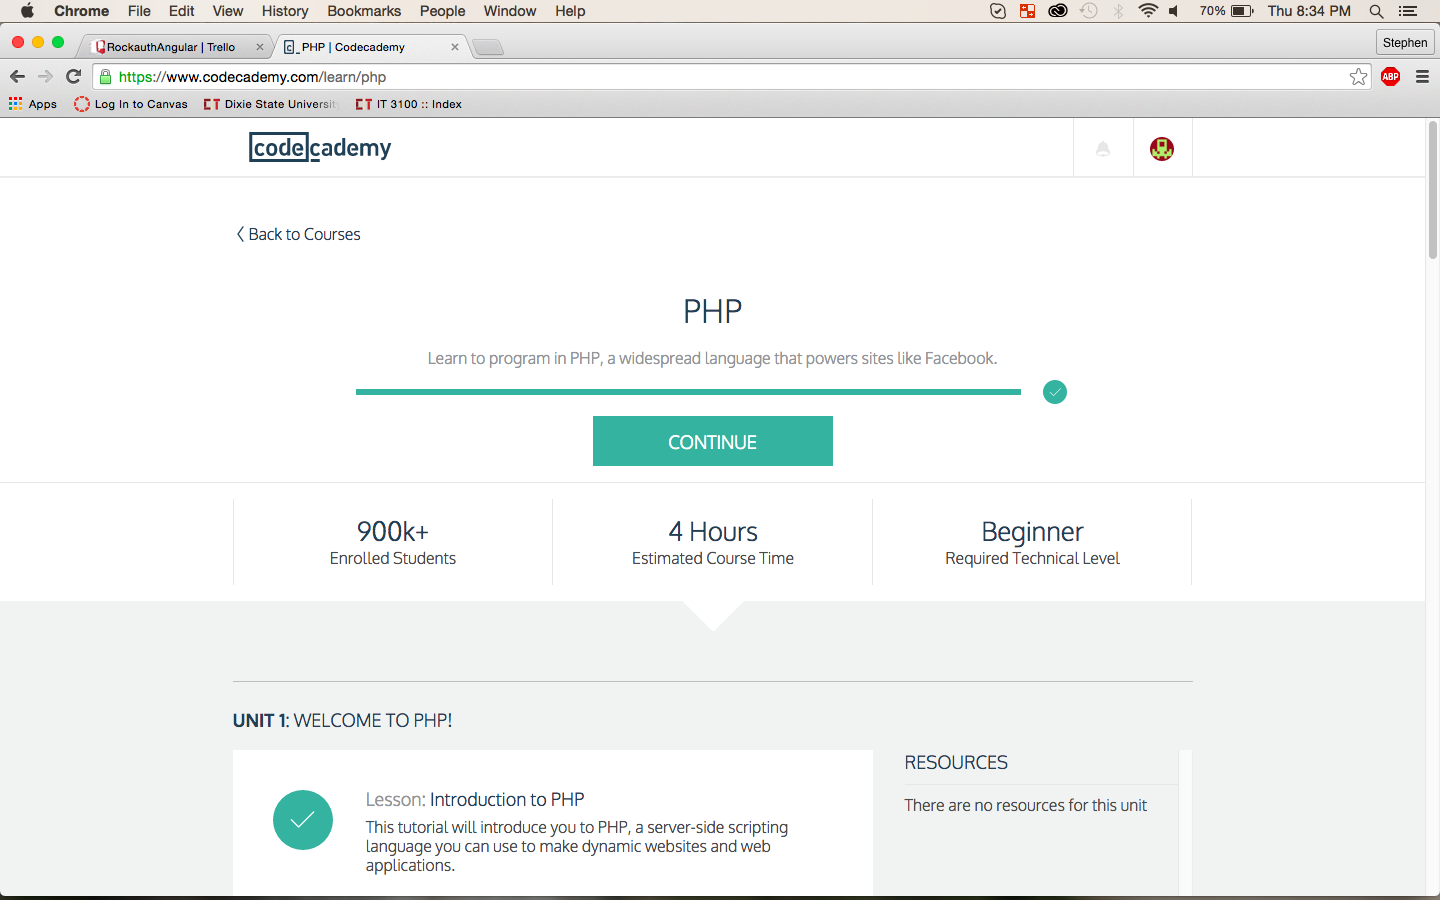 Chrome File Edit View History Bookmarks People Window Help 70% Thu 8:34 PM
RockauthAngular | Trello
PHP | Codecademy
Stephen
https://www.codecademy.com/learn/php
ABP
Apps
Log In to Canvas
CT Dixie State University
CT IT 3100 :: Index
codecademy
Back to Courses
PHP
Learn to program in PHP, a widespread language that powers sites like Facebook.
CONTINUE
900k+
Enrolled Students
4 Hours
Estimated Course Time
Beginner
Required Technical Level
UNIT 1: WELCOME TO PHP!
Lesson: Introduction to PHP
This tutorial will introduce you to PHP, a server-side scripting
language you can use to make dynamic websites and web
applications.
RESOURCES
There are no resources for this unit